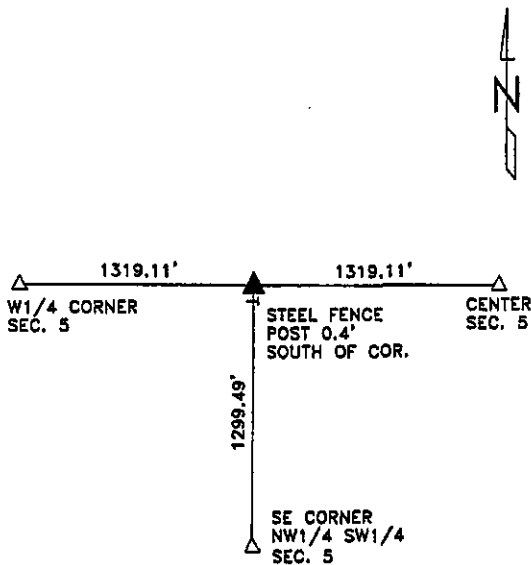 N
1319.11'
1319.11'
W1/4 CORNER
SEC. 5
STEEL FENCE
POST 0.4'
SOUTH OF COR.
CENTER
SEC. 5
1299.49'
SE CORNER
NW1/4 SW1/4
SEC. 5